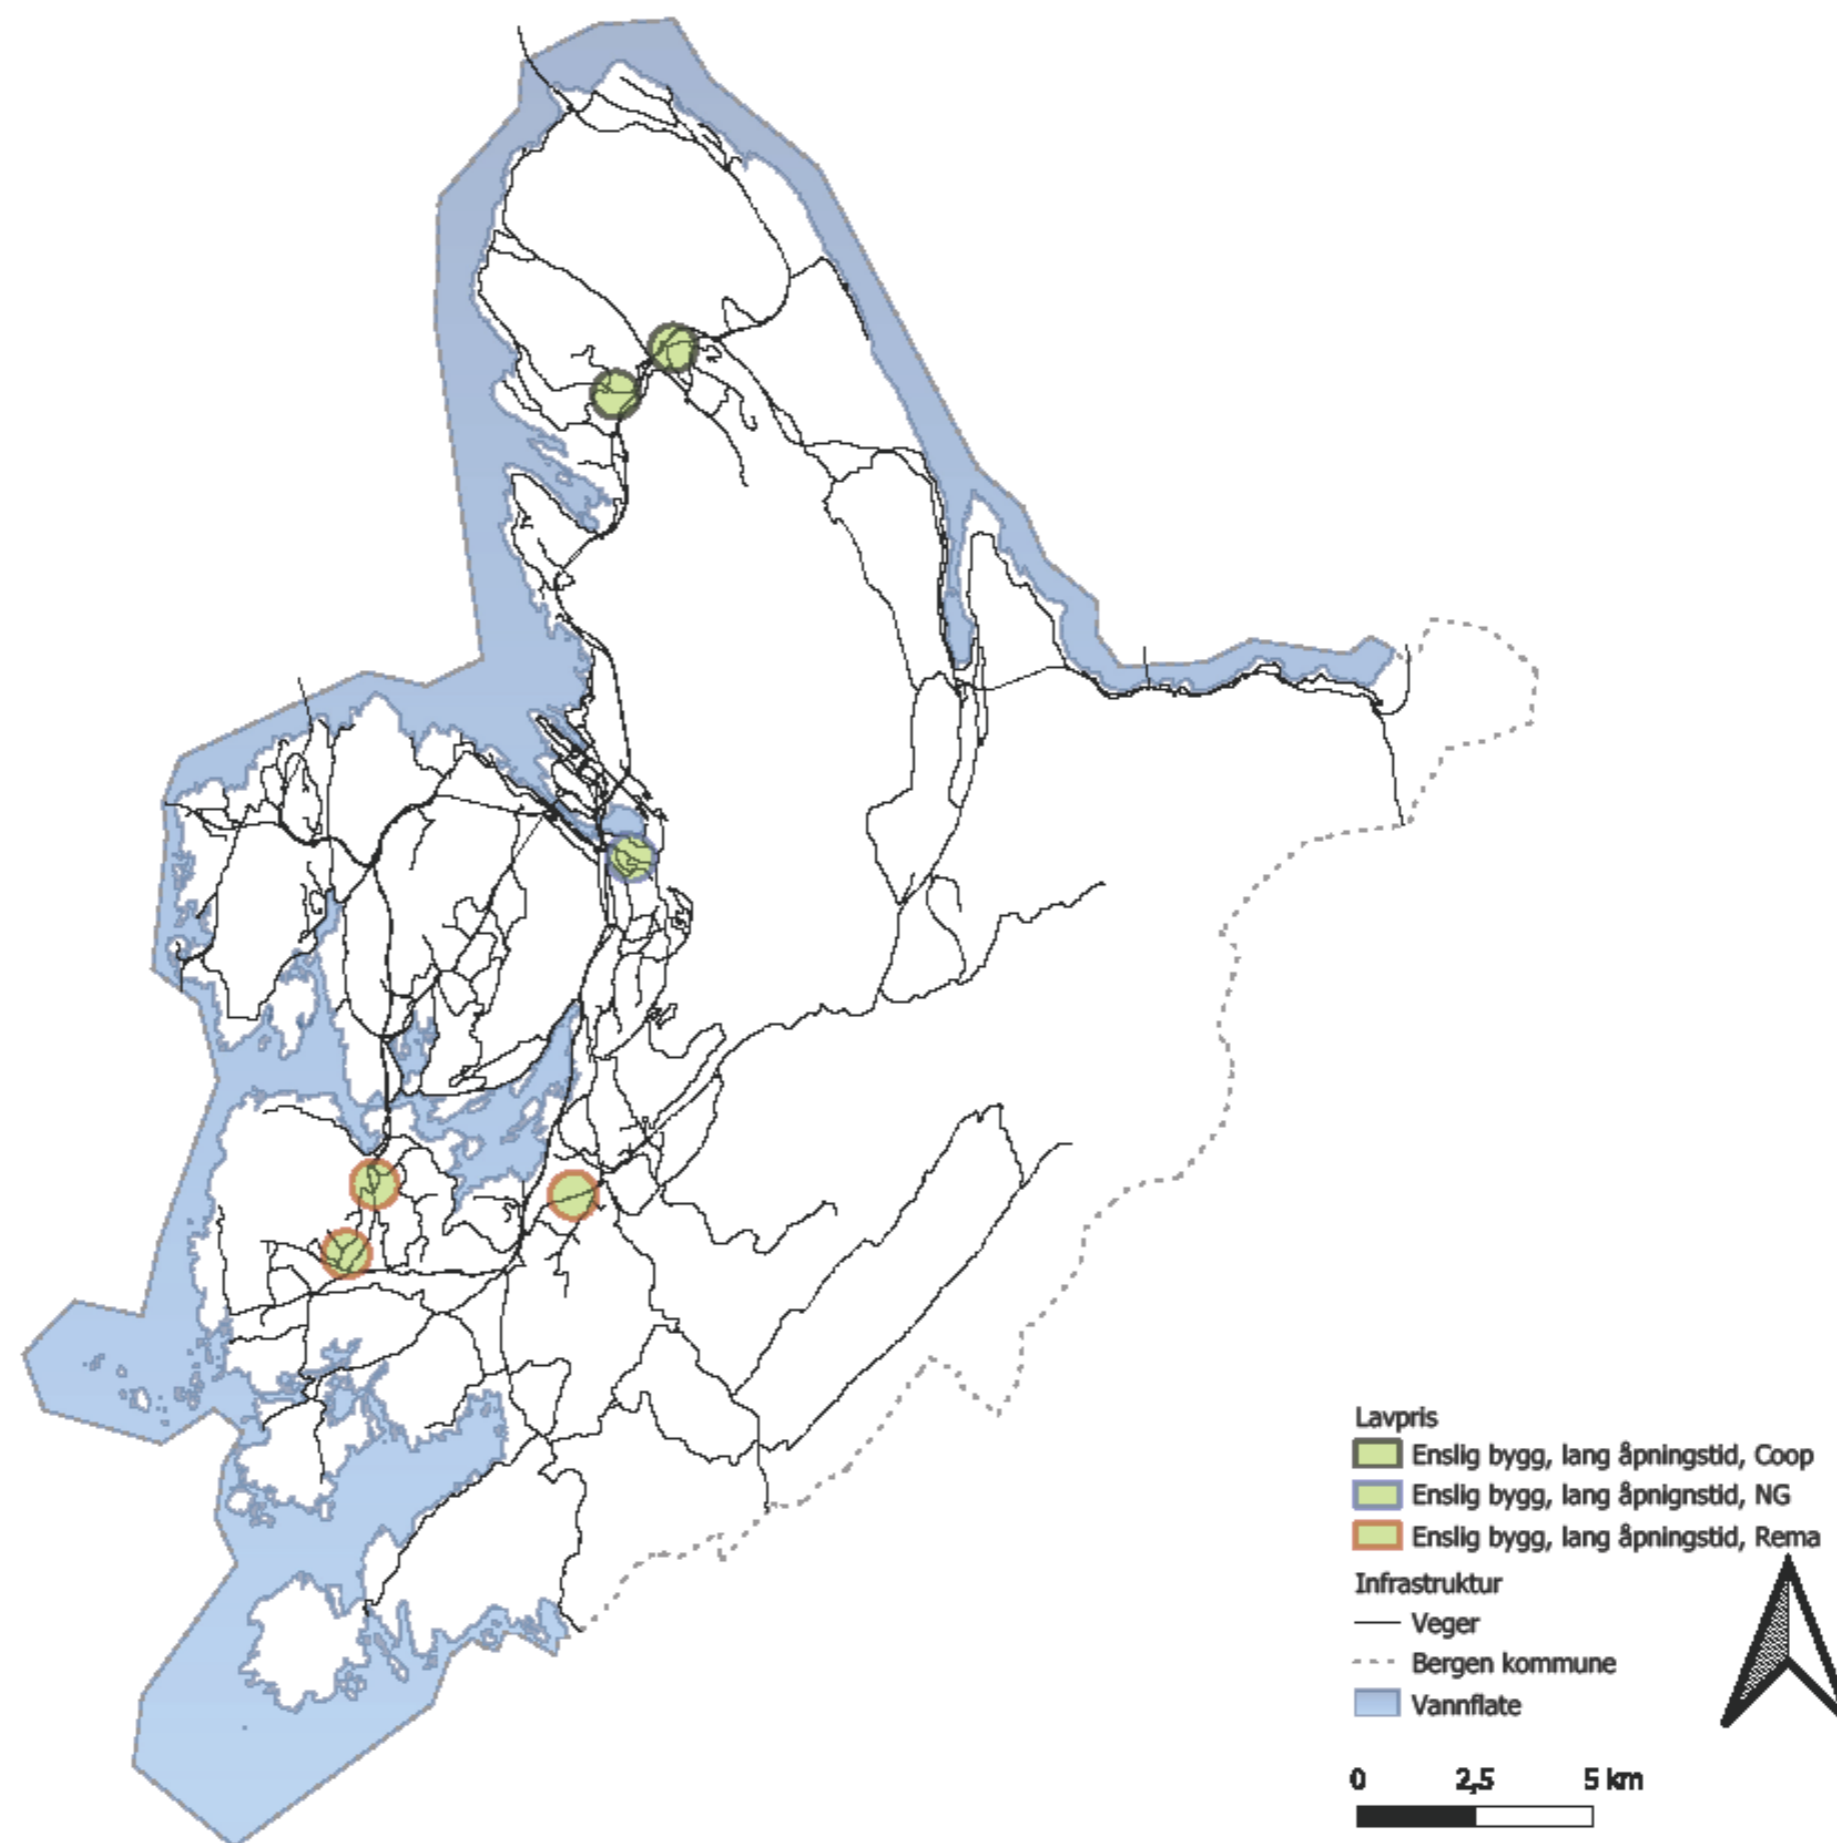 Lavpris
Enslig bygg, lang åpningstid, Coop
Enslig bygg, lang åpnignstid, NG
Enslig bygg, lang åpningstid, Rema
Infrastruktur
Veger
Bergen kommune
Vannflate
0 2,5 5 km